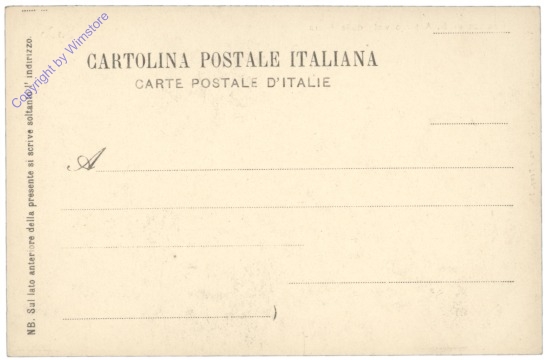 CARTOLINA POSTALE ITALIANA
CARTE POSTALE D'ITALIE
A
)
NB. Sul lato anteriore della presente si scrive soltanto l'indirizzo.
Copyright by Wimstore